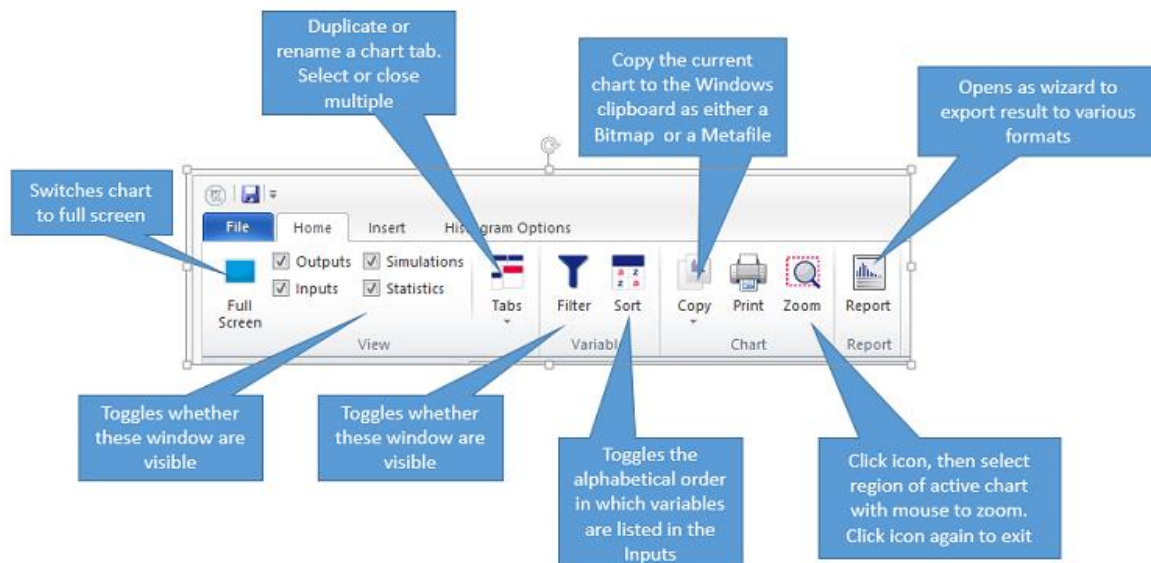 Duplicate or
rename a chart tab.
Select or close
multiple
Copy the current
chart to the Windows
clipboard as either a
Bitmap or a Metafile
Opens as wizard to
export result to various
formats
Switches chart
to full screen
File
Home
Insert
Histogram Options
Outputs
Simulations
Inputs
Statistics
Full
Screen
Tabs
Filter
Sort
Copy
Print
Zoom
Report
View
Variabl
Chart
Report
Toggles whether
these window are
visible
Toggles whether
these window are
visible
Toggles the
alphabetical order
in which variables
are listed in the
Inputs
Click icon, then select
region of active chart
with mouse to zoom.
Click icon again to exit